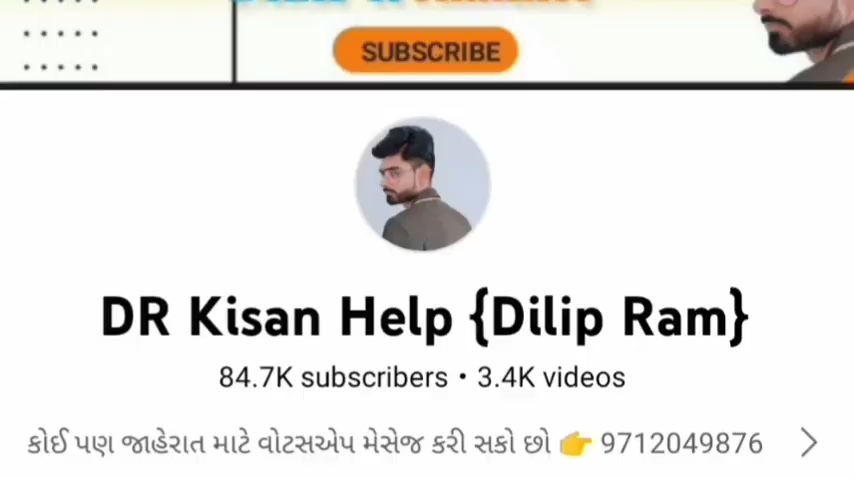 SUBSCRIBE
DR Kisan Help {Dilip Ram}
84.7K subscribers • 3.4K videos
કોઈ પણ જાહેરાત માટે વોટસએપ મેસેજ કરી સકો છો 👉 9712049876